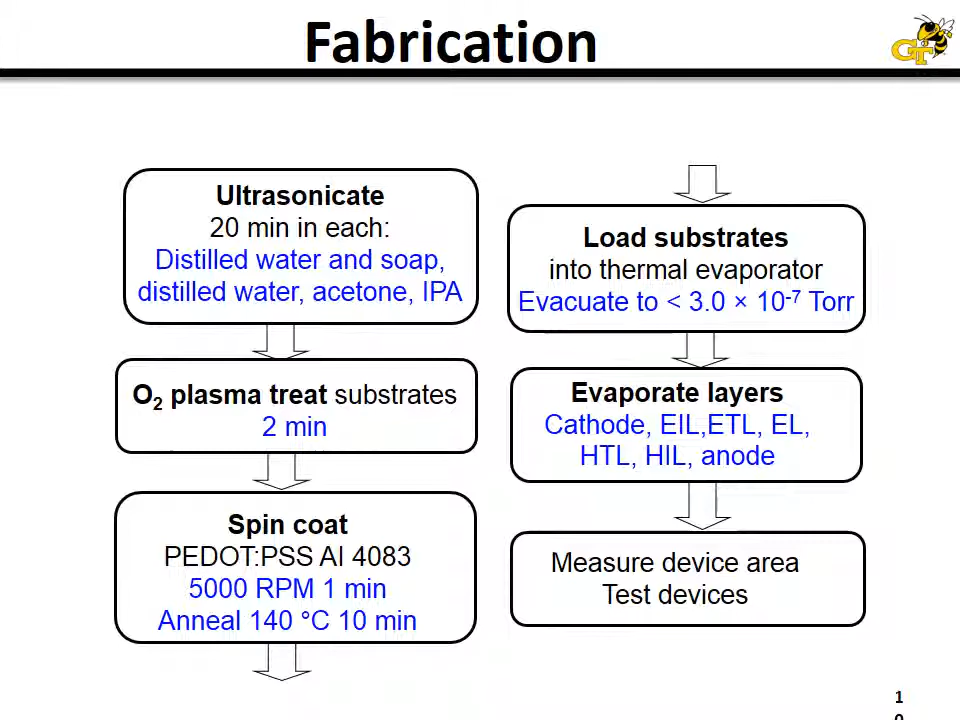 Fabrication
GT
Ultrasonicate
20 min in each:
Distilled water and soap,
distilled water, acetone, IPA
O₂ plasma treat substrates
2 min
Spin coat
PEDOT:PSS AI 4083
5000 RPM 1 min
Anneal 140 °C 10 min
Load substrates
into thermal evaporator
Evacuate to < 3.0 × 10⁻⁷ Torr
Evaporate layers
Cathode, EIL,ETL, EL,
HTL, HIL, anode
Measure device area
Test devices
1
0